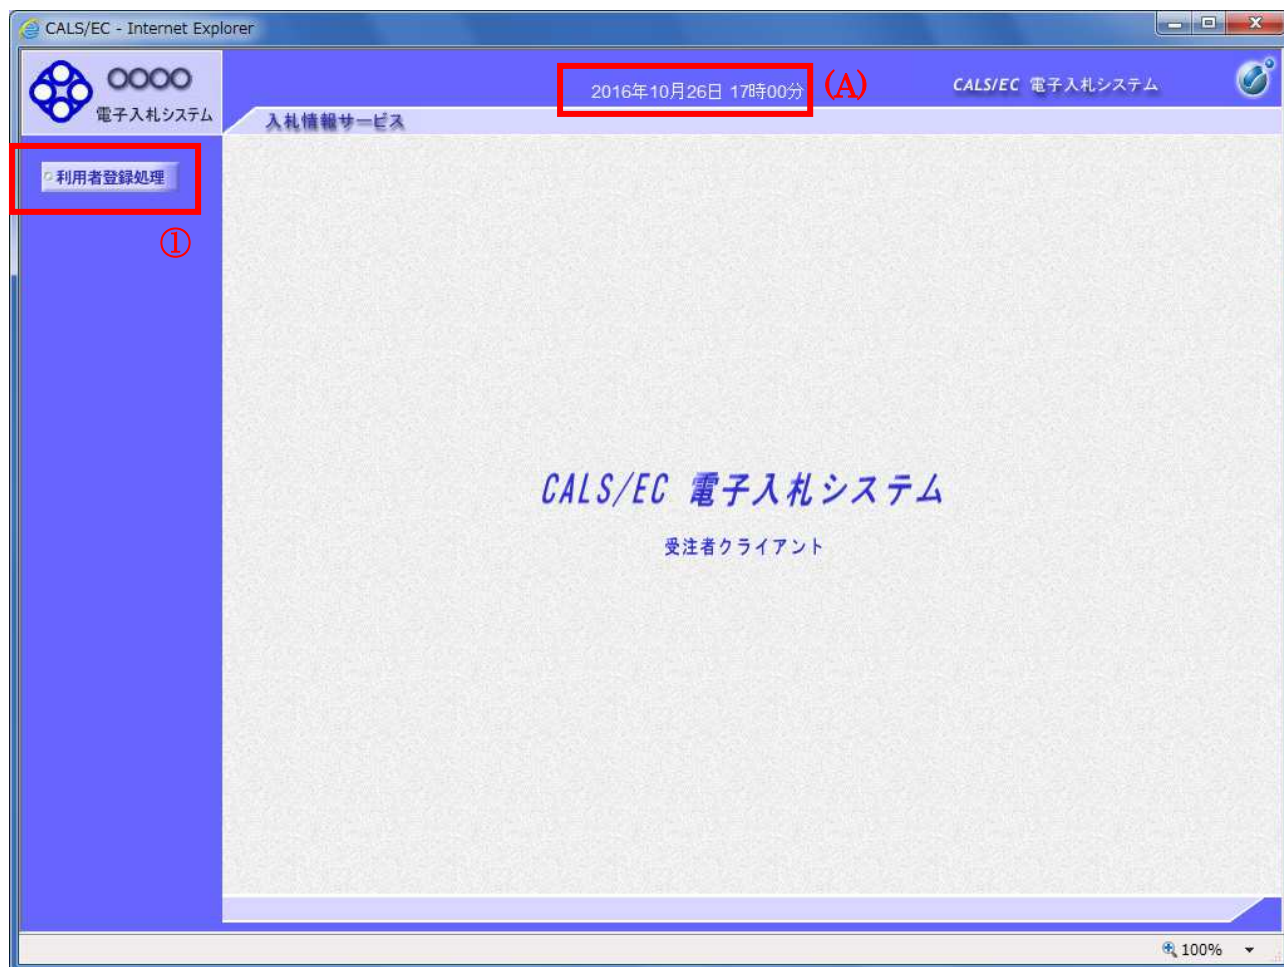 CALS/EC - Internet Explorer
○○○○
電子入札システム
2016年10月26日 17時00分
(A)
CALS/EC 電子入札システム
入札情報サービス
利用者登録処理
①
CALS/EC 電子入札システム
受注者クライアント
100%